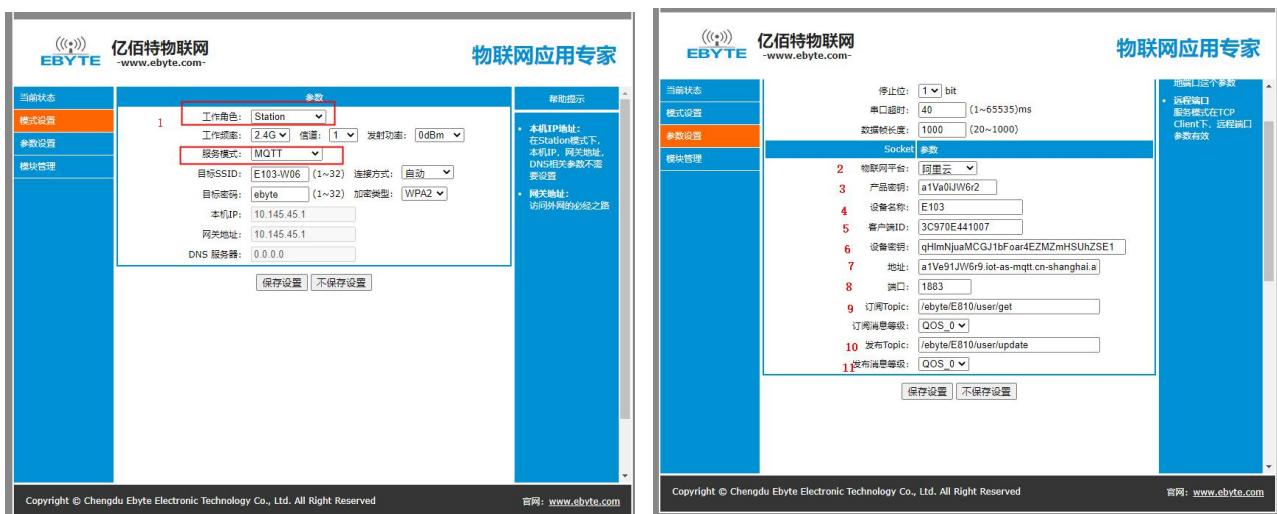 EBYTE
亿佰特物联网
-www.ebyte.com-
物联网应用专家
当前状态
模式设置
参数设置
模块管理
参数
1
工作角色: Station
工作频率: 2.4G 信道: 1 发射功率: 0dBm
服务模式: MQTT
目标SSID: E103-W06 (1~32) 连接方式: 自动
目标密码: ebyte (1~32) 加密类型: WPA2
本机IP: 10.145.45.1
网关地址: 10.145.45.1
DNS 服务器: 0.0.0.0
保存设置 不保存设置
帮助提示
• 本机IP地址:
在Station模式下,
本机IP, 网关地址,
DNS相关参数不需
要设置
• 网关地址:
访问外网的必经之路
Copyright © Chengdu Ebyte Electronic Technology Co., Ltd. All Right Reserved
官网: www.ebyte.com
EBYTE
亿佰特物联网
-www.ebyte.com-
物联网应用专家
当前状态
模式设置
参数设置
模块管理
停止位: 1 bit
串口超时: 40 (1~65535)ms
数据帧长度: 1000 (20~1000)
Socket 参数
2 物联网平台: 阿里云
3 产品密钥: a1Va0iJW6r2
4 设备名称: E103
5 客户端ID: 3C970E441007
6 设备密钥: qHlmNjuaMCGJ1bFoar4EZMZmHSUhZSE1
7 地址: a1Ve91JW6r9.iot-as-mqtt.cn-shanghai.a
8 端口: 1883
9 订阅Topic: /ebyte/E810/user/get
订阅消息等级: QOS_0
10 发布Topic: /ebyte/E810/user/update
11 发布消息等级: QOS_0
保存设置 不保存设置
地端口这个参数
• 远程端口
服务模式在TCP
Client下, 远程端口
参数有效
Copyright © Chengdu Ebyte Electronic Technology Co., Ltd. All Right Reserved
官网: www.ebyte.com